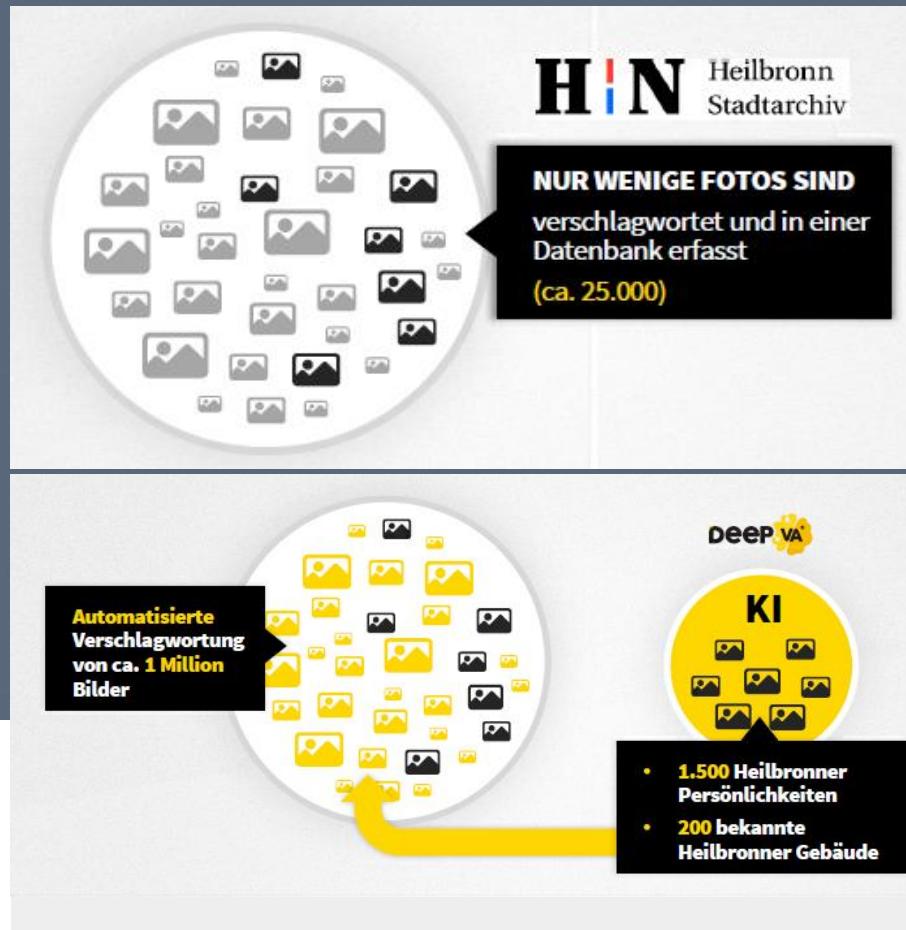 H N Heilbronn
Stadtarchiv
NUR WENIGE FOTOS SIND
verschlagwortet und in einer
Datenbank erfasst
(ca. 25.000)
DeeP VA
KI
Automatisierte
Verschlagwortung
von ca. 1 Million
Bilder
• 1.500 Heilbronner
Persönlichkeiten
• 200 bekannte
Heilbronner Gebäude